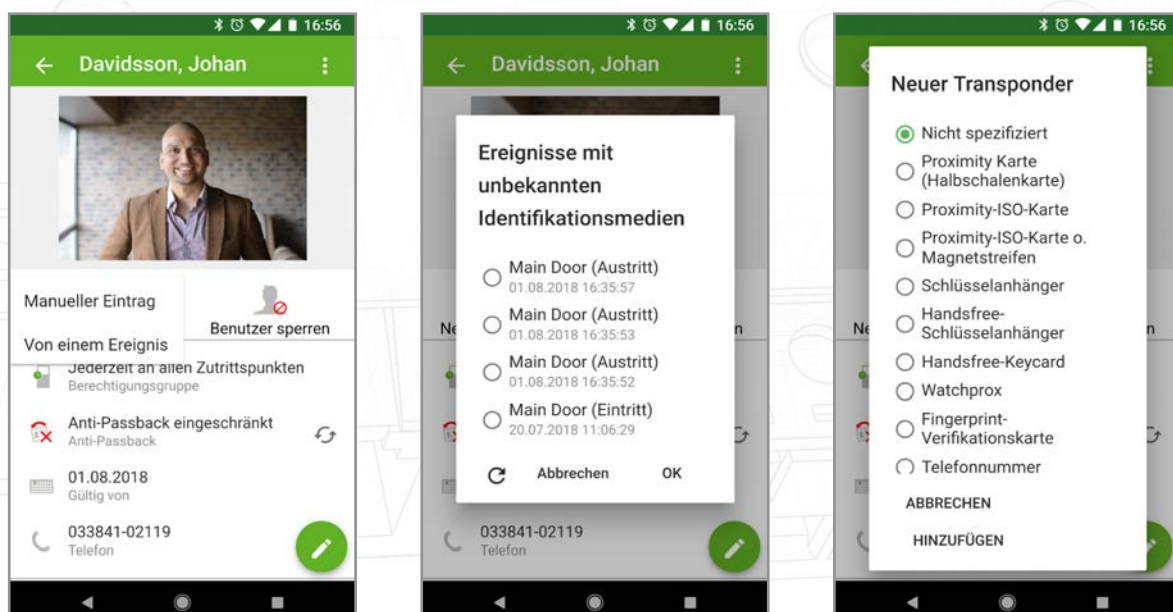 16:56
Davidsson, Johan
Manueller Eintrag
Von einem Ereignis
Benutzer sperren
Jederzeit an allen Zutrittspunkten
Berechtigungsgruppe
Anti-Passback eingeschränkt
Anti-Passback
01.08.2018
Gültig von
033841-02119
Telefon
16:56
Davidsson, Johan
Ereignisse mit
unbekannten
Identifikationsmedien
Main Door (Austritt)
01.08.2018 16:35:57
Main Door (Austritt)
01.08.2018 16:35:53
Main Door (Austritt)
01.08.2018 16:35:52
Main Door (Eintritt)
20.07.2018 11:06:29
Abbrechen OK
Ne
n
033841-02119
Telefon
16:56
Neuer Transponder
Nicht spezifiziert
Proximity Karte
(Halbschalenkarte)
Proximity-ISO-Karte
Proximity-ISO-Karte o.
Magnetstreifen
Schlüsselanhänger
Handsfree-
Schlüsselanhänger
Handsfree-Keycard
Watchprox
Fingerprint-
Verifikationskarte
Telefonnummer
ABBRECHEN
HINZUFÜGEN
Ne
n